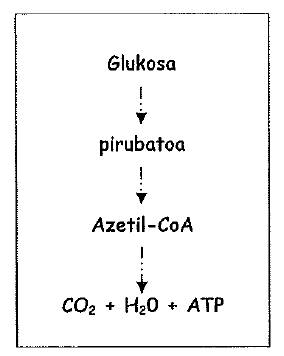 Glukosa
pirubatoa
Azetil-CoA
CO₂ + H₂O + ATP